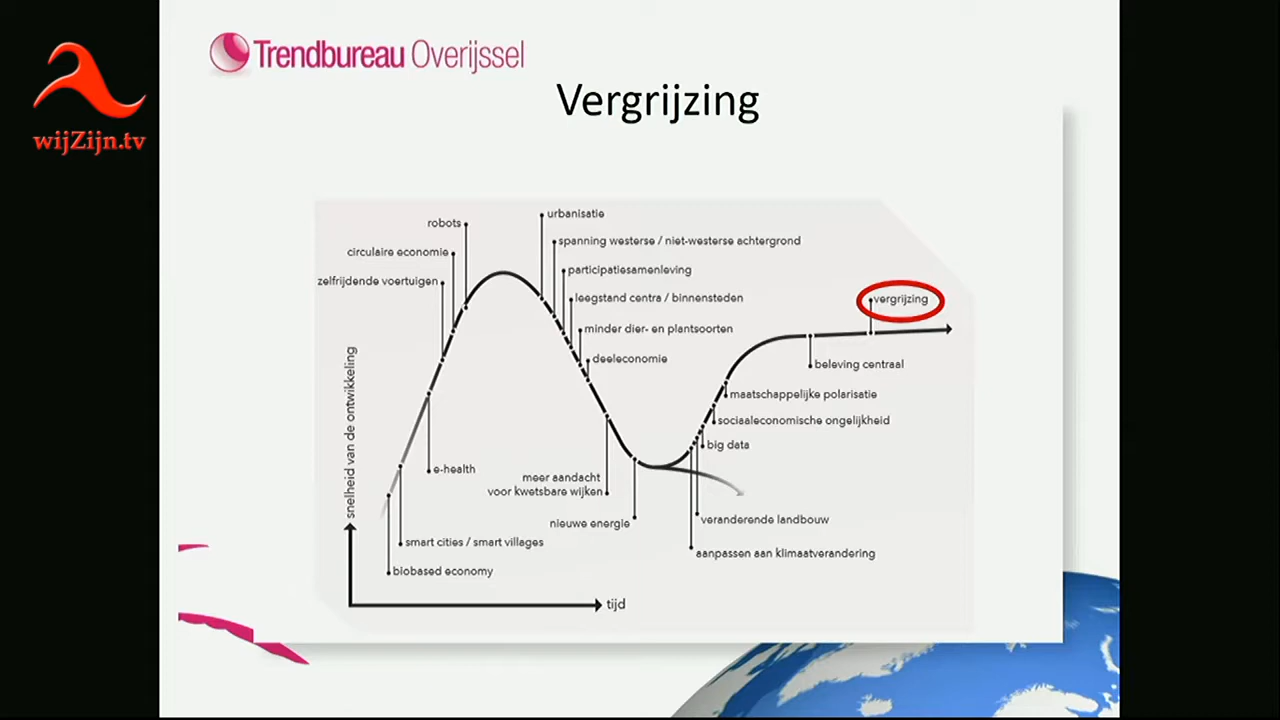 Trendbureau Overijssel
wijZijn.tv
Vergrijzing
urbanisatie
robots
spanning westerse / niet-westerse achtergrond
circulaire economie
participatiesamenleving
zelfrijdende voertuigen
leegstand centra / binnensteden
vergrijzing
minder dier- en plantsoorten
deeleconomie
beleving centraal
snelheid van de ontwikkeling
maatschappelijke polarisatie
sociaaleconomische ongelijkheid
big data
e-health
meer aandacht
voor kwetsbare wijken
nieuwe energie
veranderende landbouw
smart cities / smart villages
aanpassen aan klimaatverandering
biobased economy
tijd